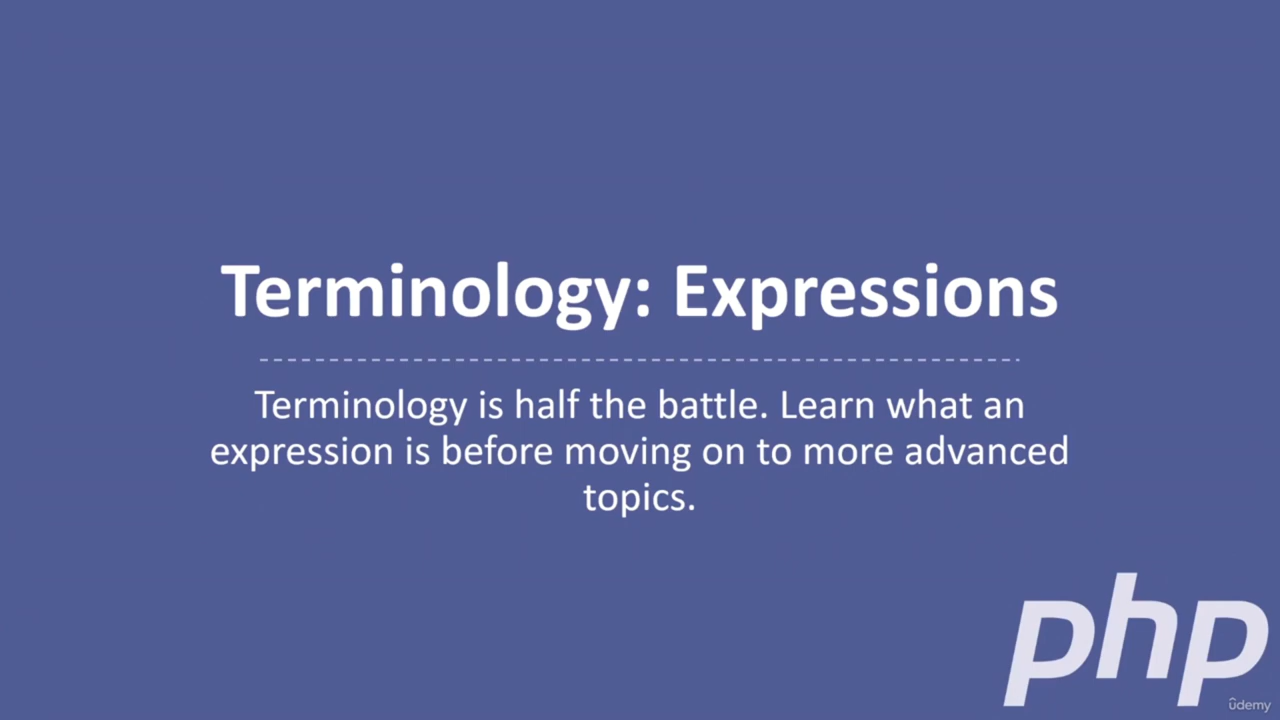 Terminology: Expressions
Terminology is half the battle. Learn what an
expression is before moving on to more advanced
topics.
php
ûdemy